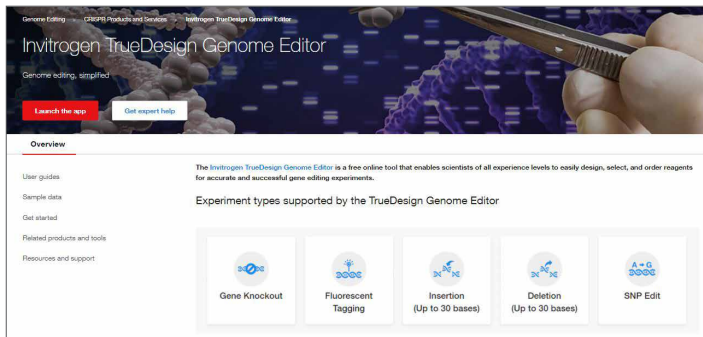 Genome Editing › CRISPR Products and Services › Invitrogen TrueDesign Genome Editor
Invitrogen TrueDesign Genome Editor
Genome editing, simplified
Launch the app
Get expert help
Overview
User guides
Sample data
Get started
Related products and tools
Resources and support
The Invitrogen TrueDesign Genome Editor is a free online tool that enables scientists of all experience levels to easily design, select, and order reagents
for accurate and successful gene editing experiments.
Experiment types supported by the TrueDesign Genome Editor
Gene Knockout
Fluorescent
Tagging
Insertion
(Up to 30 bases)
Deletion
(Up to 30 bases)
A→G
SNP Edit